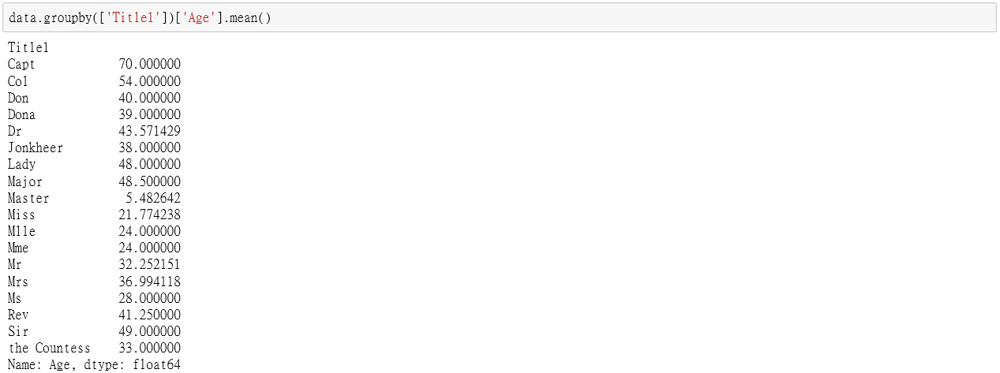 data.groupby(['Title1'])['Age'].mean()
Title1
Capt 70.000000
Col 54.000000
Don 40.000000
Dona 39.000000
Dr 43.571429
Jonkheer 38.000000
Lady 48.000000
Major 48.500000
Master 5.482642
Miss 21.774238
Mlle 24.000000
Mme 24.000000
Mr 32.252151
Mrs 36.994118
Ms 28.000000
Rev 41.250000
Sir 49.000000
the Countess 33.000000
Name: Age, dtype: float64